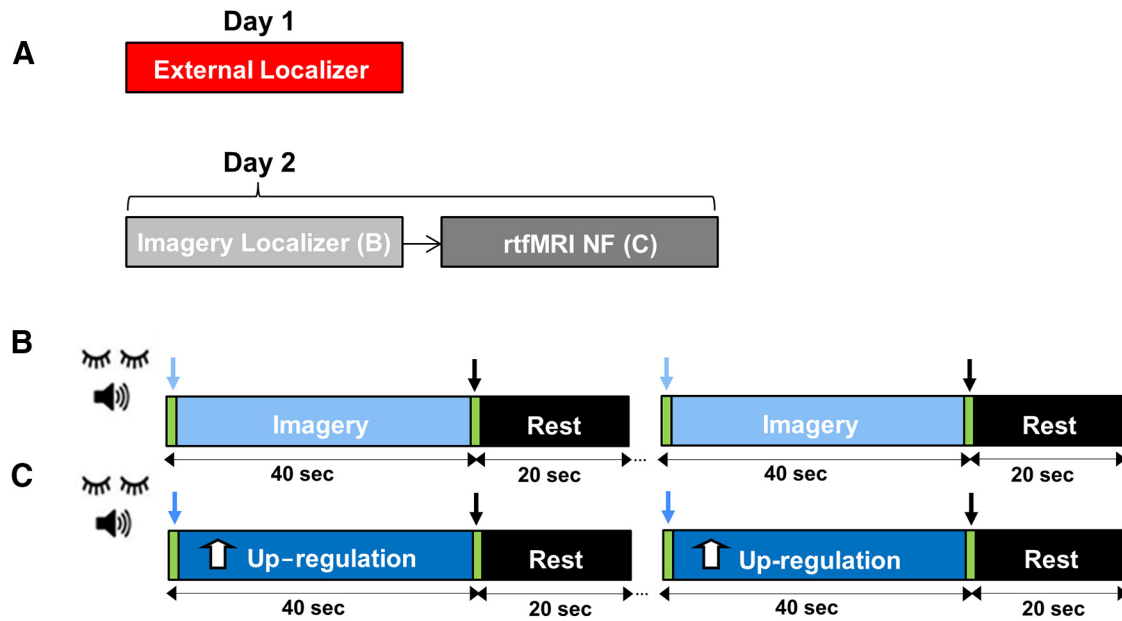 A
Day 1
External Localizer
Day 2
Imagery Localizer (B)
rtfMRI NF (C)
B
Imagery
Rest
Imagery
Rest
40 sec
20 sec
...
40 sec
20 sec
C
Up–regulation
Rest
Up-regulation
Rest
40 sec
20 sec
...
40 sec
20 sec